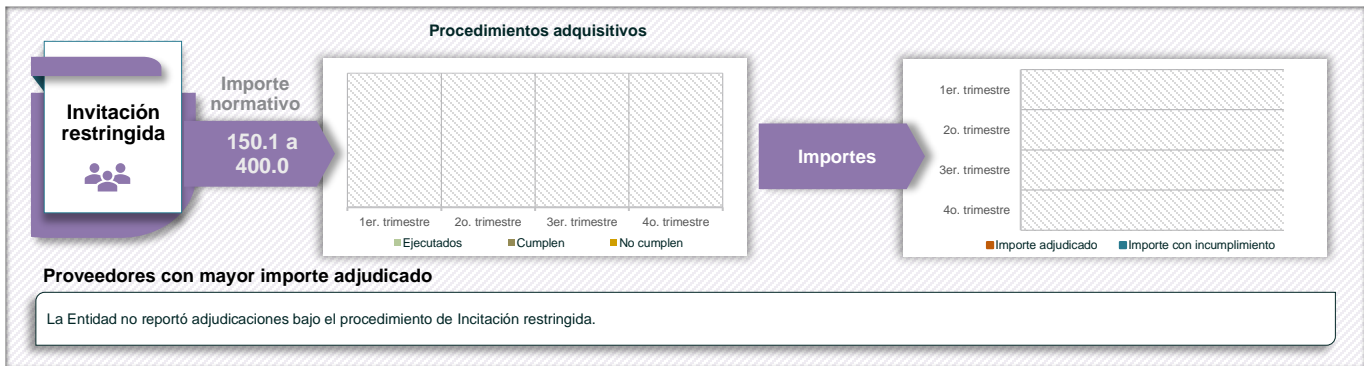 Procedimientos adquisitivos
Invitación
restringida
Importe
normativo
150.1 a
400.0
1er. trimestre 2o. trimestre 3er. trimestre 4o. trimestre
Ejecutados Cumplen No cumplen
Importes
1er. trimestre
2o. trimestre
3er. trimestre
4o. trimestre
Importe adjudicado Importe con incumplimiento
Proveedores con mayor importe adjudicado
La Entidad no reportó adjudicaciones bajo el procedimiento de Incitación restringida.